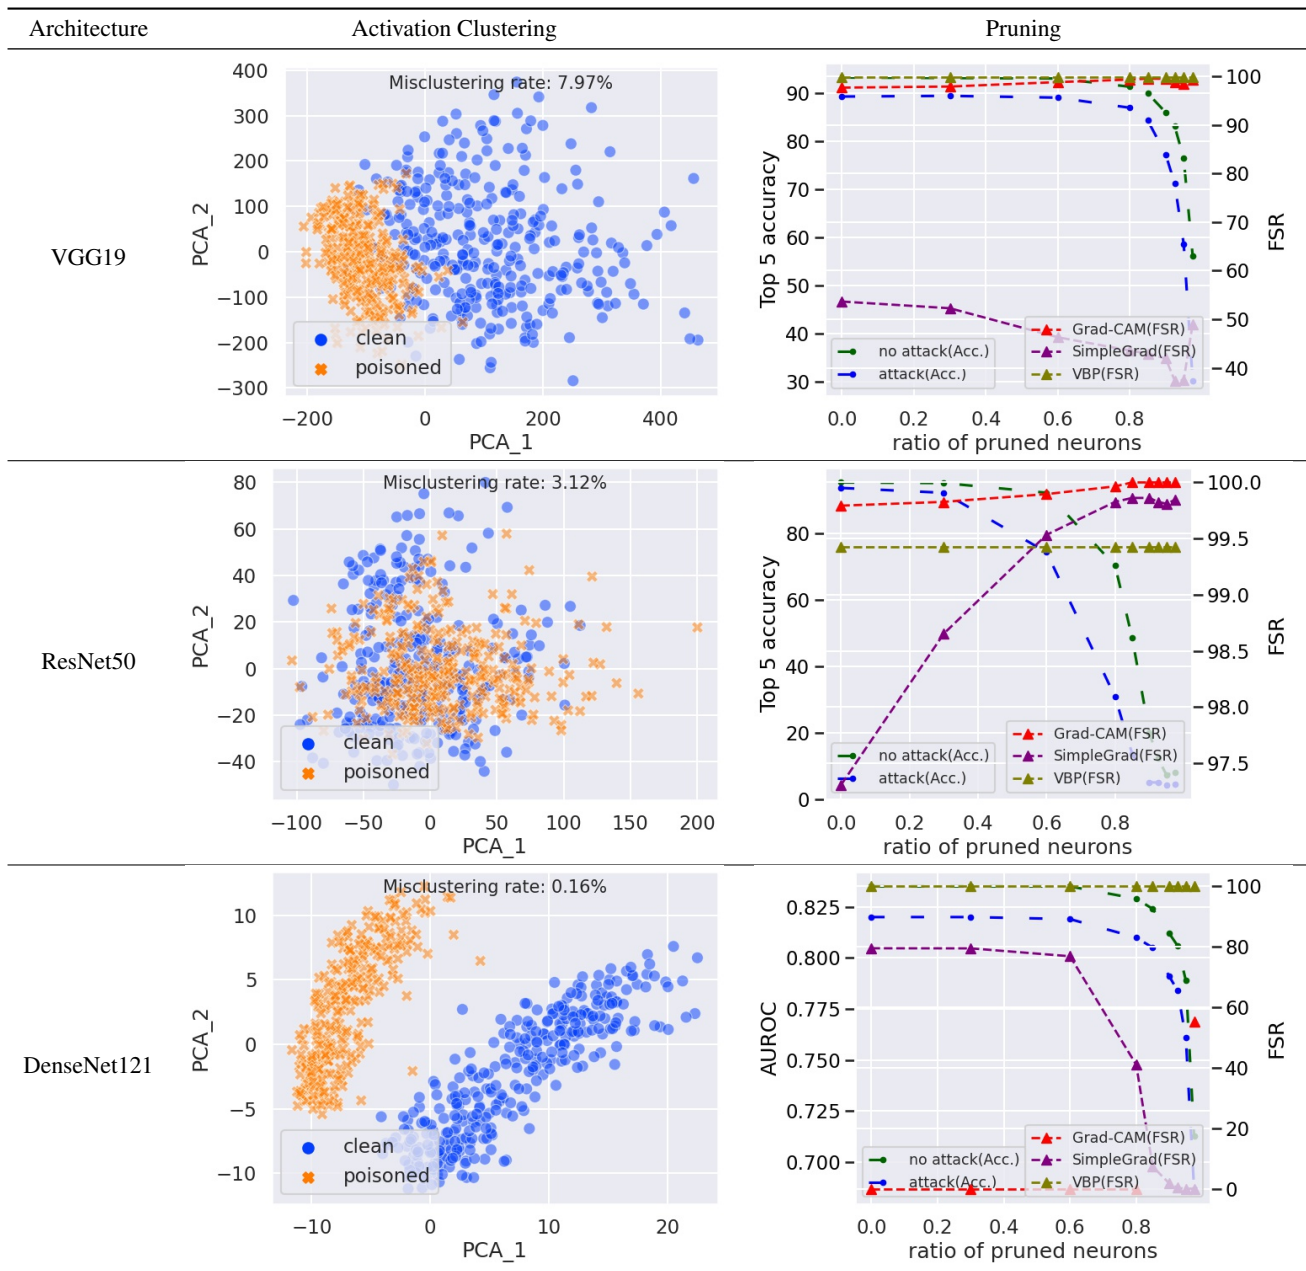 Architecture Activation Clustering Pruning
VGG19
Misclustering rate: 7.97%
400
300
200
100
0
−100
−200
−300
PCA_2
clean
poisoned
−200 0 200 400
PCA_1
90
80
70
60
50
40
30
Top 5 accuracy
100
90
80
70
60
50
40
FSR
no attack(Acc.)
attack(Acc.)
Grad-CAM(FSR)
SimpleGrad(FSR)
VBP(FSR)
0.0 0.2 0.4 0.6 0.8
ratio of pruned neurons
ResNet50
Misclustering rate: 3.12%
80
60
40
20
0
−20
−40
PCA_2
clean
poisoned
−100 −50 0 50 100 150 200
PCA_1
80
60
40
20
0
Top 5 accuracy
100.0
99.5
99.0
98.5
98.0
97.5
FSR
no attack(Acc.)
attack(Acc.)
Grad-CAM(FSR)
SimpleGrad(FSR)
VBP(FSR)
0.0 0.2 0.4 0.6 0.8
ratio of pruned neurons
DenseNet121
Misclustering rate: 0.16%
10
5
0
−5
−10
PCA_2
clean
poisoned
−10 0 10 20
PCA_1
0.825
0.800
0.775
0.750
0.725
0.700
AUROC
100
80
60
40
20
0
FSR
no attack(Acc.)
attack(Acc.)
Grad-CAM(FSR)
SimpleGrad(FSR)
VBP(FSR)
0.0 0.2 0.4 0.6 0.8
ratio of pruned neurons